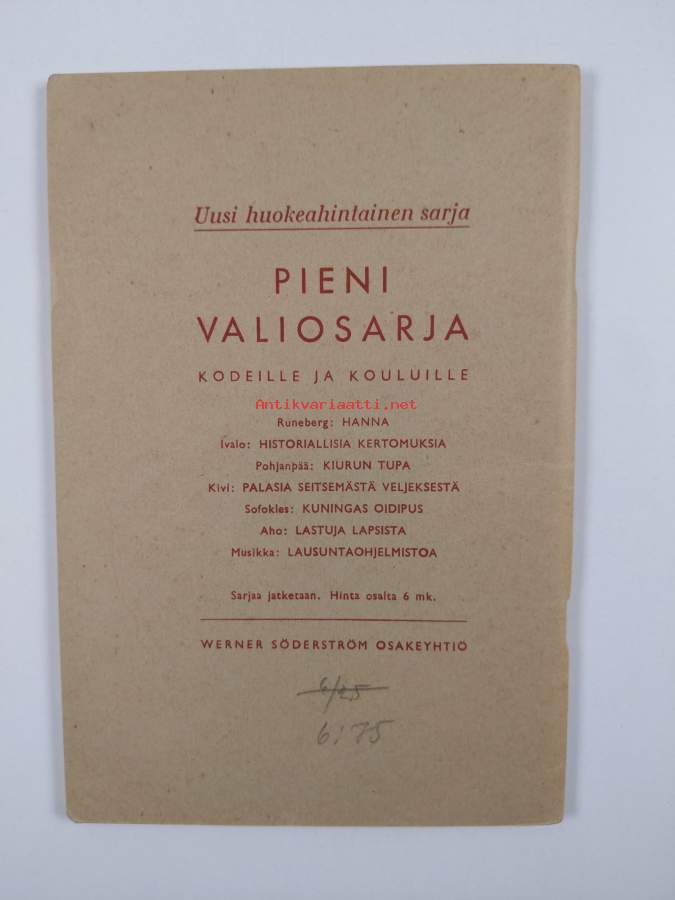 Uusi huokeahintainen sarja
PIENI
VALIOSARJA
KODEILLE JA KOULUILLE
Antikvariaatti.net
Runeberg: HANNA
Ivalo: HISTORIALLISIA KERTOMUKSIA
Pohjanpää: KIURUN TUPA
Kivi: PALASIA SEITSEMÄSTÄ VELJEKSESTÄ
Sofokles: KUNINGAS OIDIPUS
Aho: LASTUJA LAPSISTA
Musikka: LAUSUNTAOHJELMISTOA
Sarjaa jatketaan. Hinta osalta 6 mk.
WERNER SÖDERSTRÖM OSAKEYHTIÖ
6:75